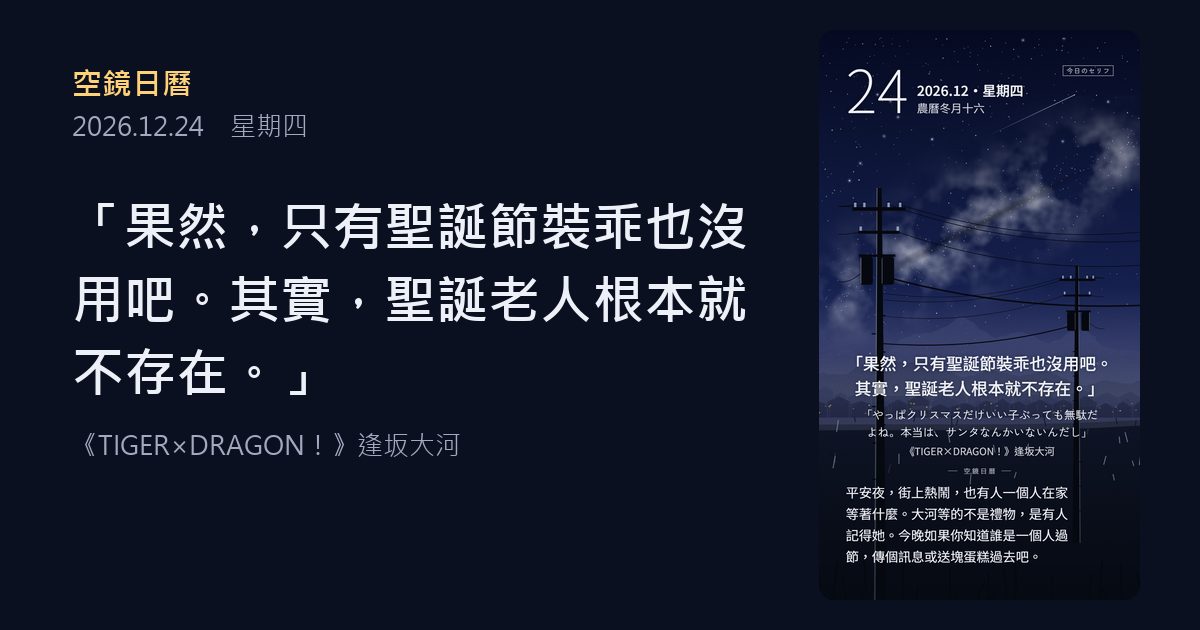 空鏡日曆
2026.12.24 星期四
「果然，只有聖誕節裝乖也沒
用吧。其實，聖誕老人根本就
不存在。」
《TIGER×DRAGON！》逢坂大河
今日のセリフ
24
2026.12・星期四
農曆冬月十六
「果然，只有聖誕節裝乖也沒用吧。
其實，聖誕老人根本就不存在。」
「やっぱクリスマスだけいい子ぶっても無駄だ
よね。本当は、サンタなんかいないんだし」
《TIGER×DRAGON！》逢坂大河
— 空鏡日曆 —
平安夜，街上熱鬧，也有人一個人在家
等著什麼。大河等的不是禮物，是有人
記得她。今晚如果你知道誰是一個人過
節，傳個訊息或送塊蛋糕過去吧。